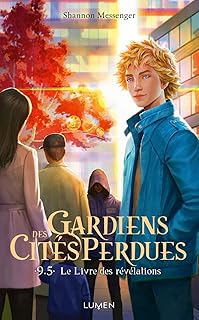 Shannon Messenger
GARDIENS
DES
CITÉS PERDUES
·9.5· Le Livre des révélations
LUMEN